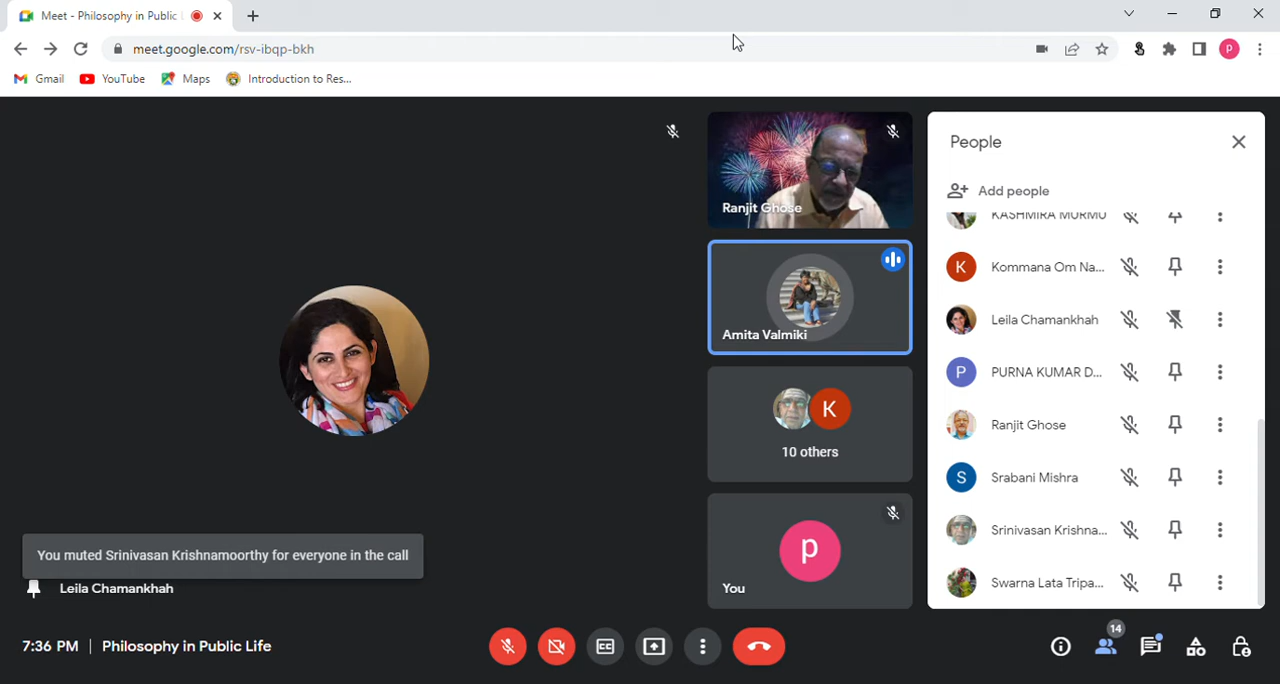 Meet - Philosophy in Public
meet.google.com/rsv-ibqp-bkh
P
Gmail
YouTube
Maps
Introduction to Res...
Ranjit Ghose
Amita Valmiki
K
10 others
p
You
You muted Srinivasan Krishnamoorthy for everyone in the call
Leila Chamankhah
People
Add people
KASHMIRA MURMU
K
Kommana Om Na...
Leila Chamankhah
P
PURNA KUMAR D...
Ranjit Ghose
S
Srabani Mishra
Srinivasan Krishna...
Swarna Lata Tripa...
7:36 PM | Philosophy in Public Life
CC
14